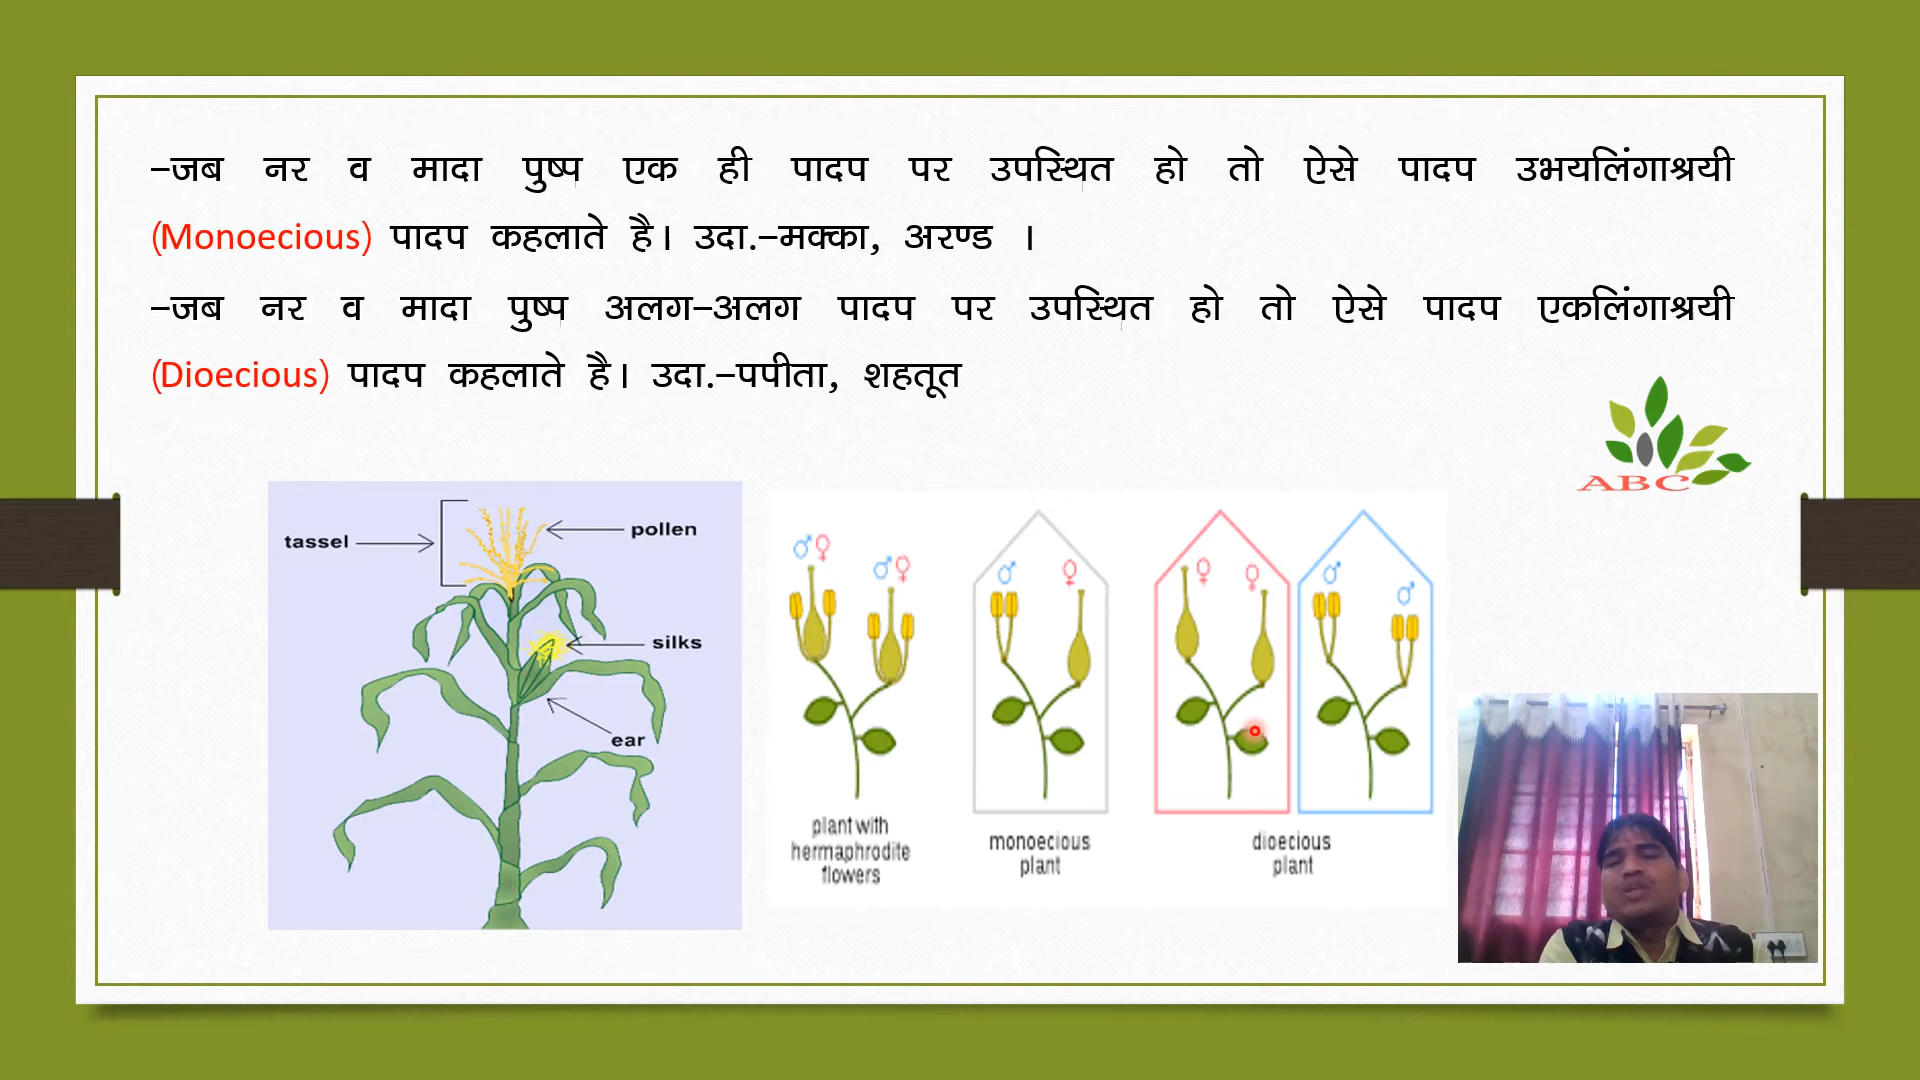 –जब नर व मादा पुष्प एक ही पादप पर उपस्थित हो तो ऐसे पादप उभयलिंगाश्रयी
(Monoecious) पादप कहलाते है। उदा.–मक्का, अरण्ड ।
–जब नर व मादा पुष्प अलग–अलग पादप पर उपस्थित हो तो ऐसे पादप एकलिंगाश्रयी
(Dioecious) पादप कहलाते है। उदा.–पपीता, शहतूत
ABC
tassel
pollen
silks
ear
plant with
hermaphrodite
flowers
monoecious
plant
dioecious
plant